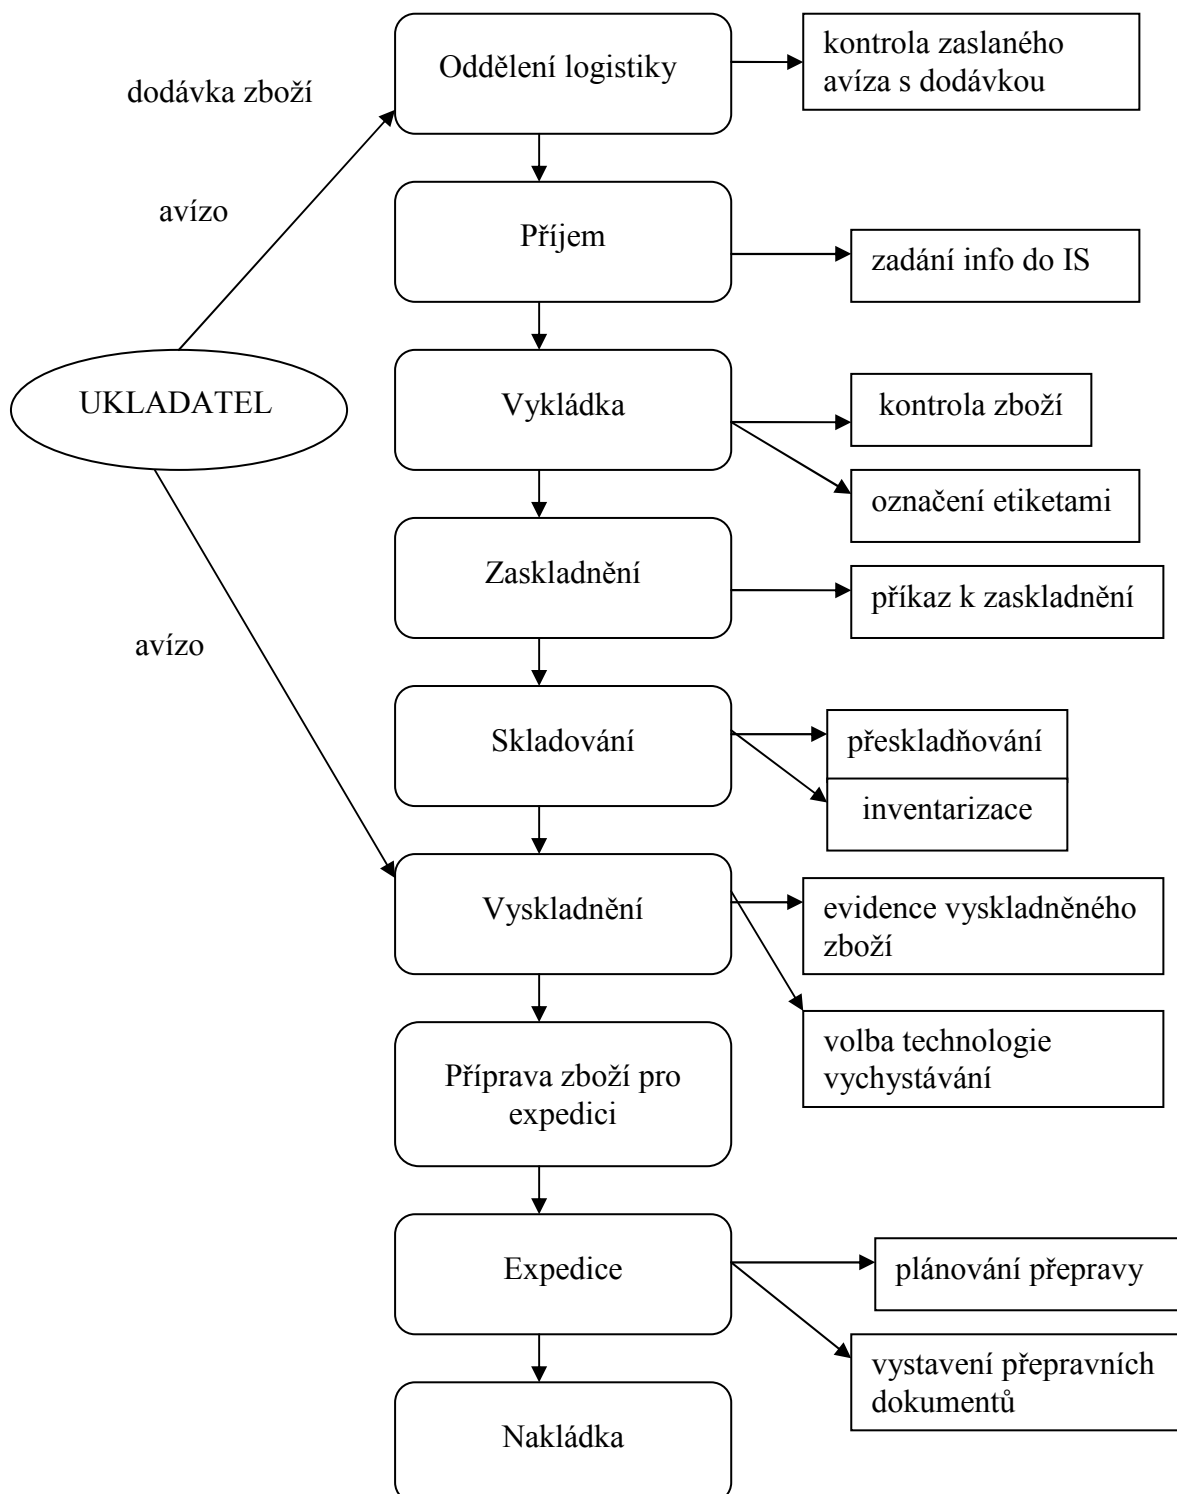 Oddělení logistiky
kontrola zaslaného
avíza s dodávkou
dodávka zboží
avízo
Příjem
zadání info do IS
UKLADATEL
Vykládka
kontrola zboží
označení etiketami
Zaskladnění
příkaz k zaskladnění
avízo
Skladování
přeskladňování
inventarizace
Vyskladnění
evidence vyskladněného
zboží
volba technologie
vychystávání
Příprava zboží pro
expedici
Expedice
plánování přepravy
vystavení přepravních
dokumentů
Nakládka